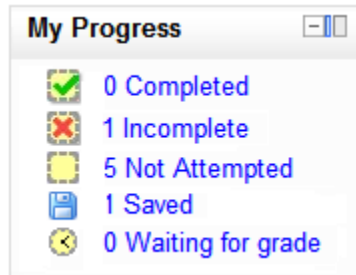 My Progress
0 Completed
1 Incomplete
5 Not Attempted
1 Saved
0 Waiting for grade